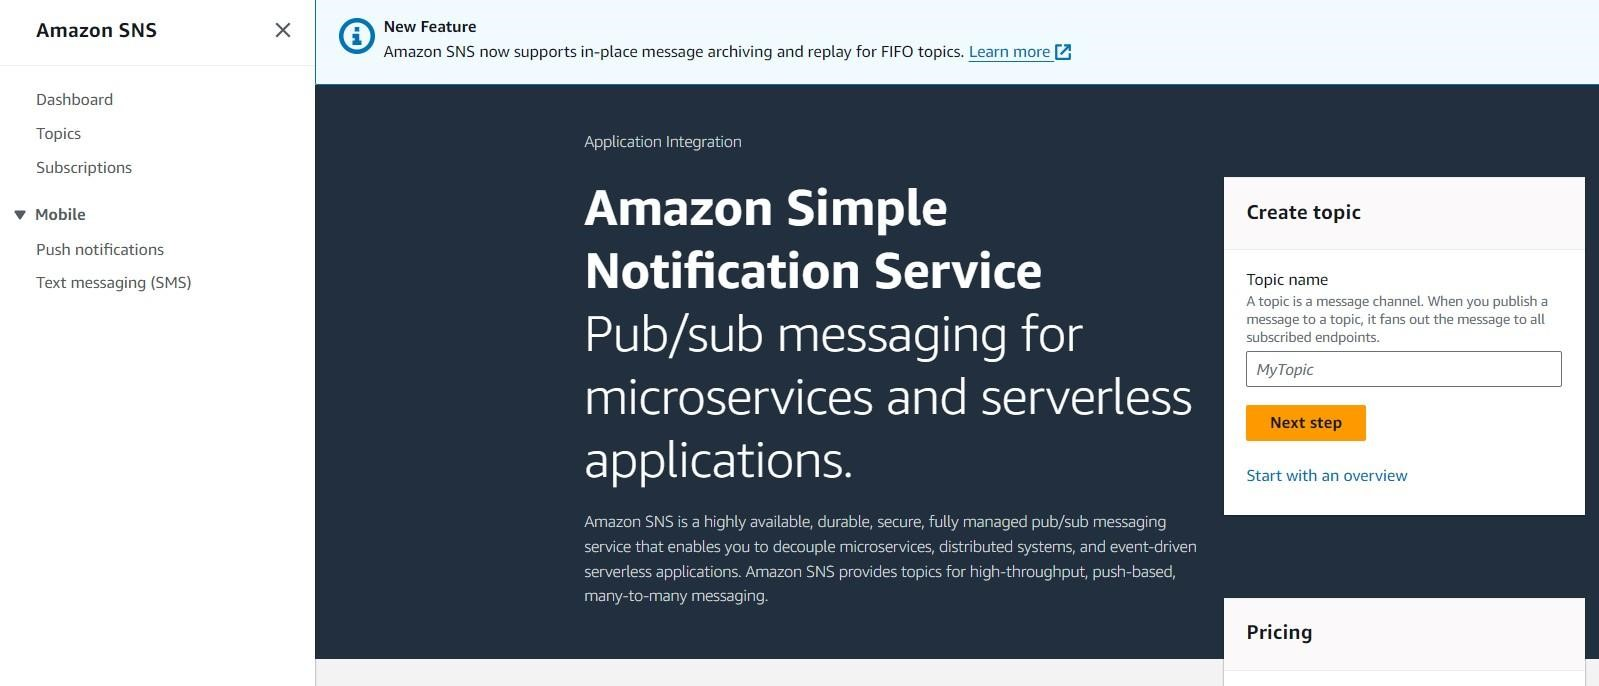 Amazon SNS
Dashboard
Topics
Subscriptions
Mobile
Push notifications
Text messaging (SMS)
New Feature
Amazon SNS now supports in-place message archiving and replay for FIFO topics. Learn more
Application Integration
Amazon Simple
Notification Service
Pub/sub messaging for
microservices and serverless
applications.
Amazon SNS is a highly available, durable, secure, fully managed pub/sub messaging
service that enables you to decouple microservices, distributed systems, and event-driven
serverless applications. Amazon SNS provides topics for high-throughput, push-based,
many-to-many messaging.
Create topic
Topic name
A topic is a message channel. When you publish a
message to a topic, it fans out the message to all
subscribed endpoints.
MyTopic
Next step
Start with an overview
Pricing